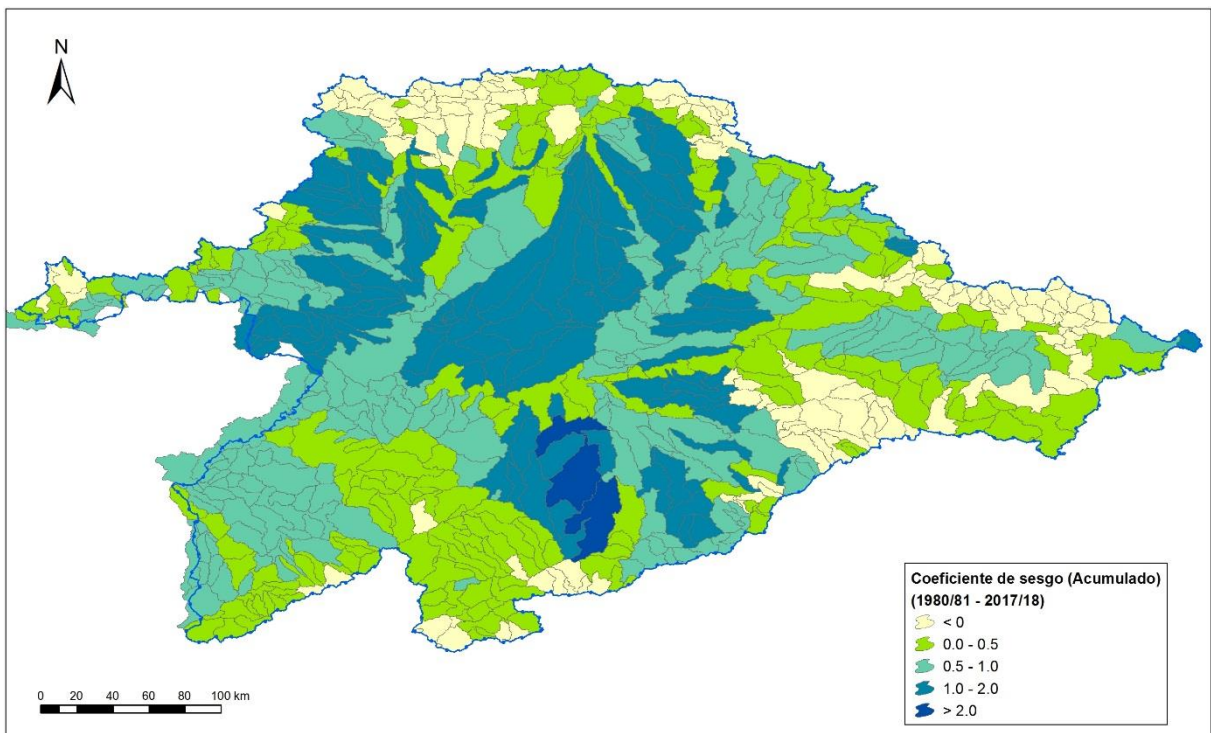 N
Coeficiente de sesgo (Acumulado)
(1980/81 - 2017/18)
< 0
0.0 - 0.5
0.5 - 1.0
1.0 - 2.0
> 2.0
0 20 40 60 80 100 km